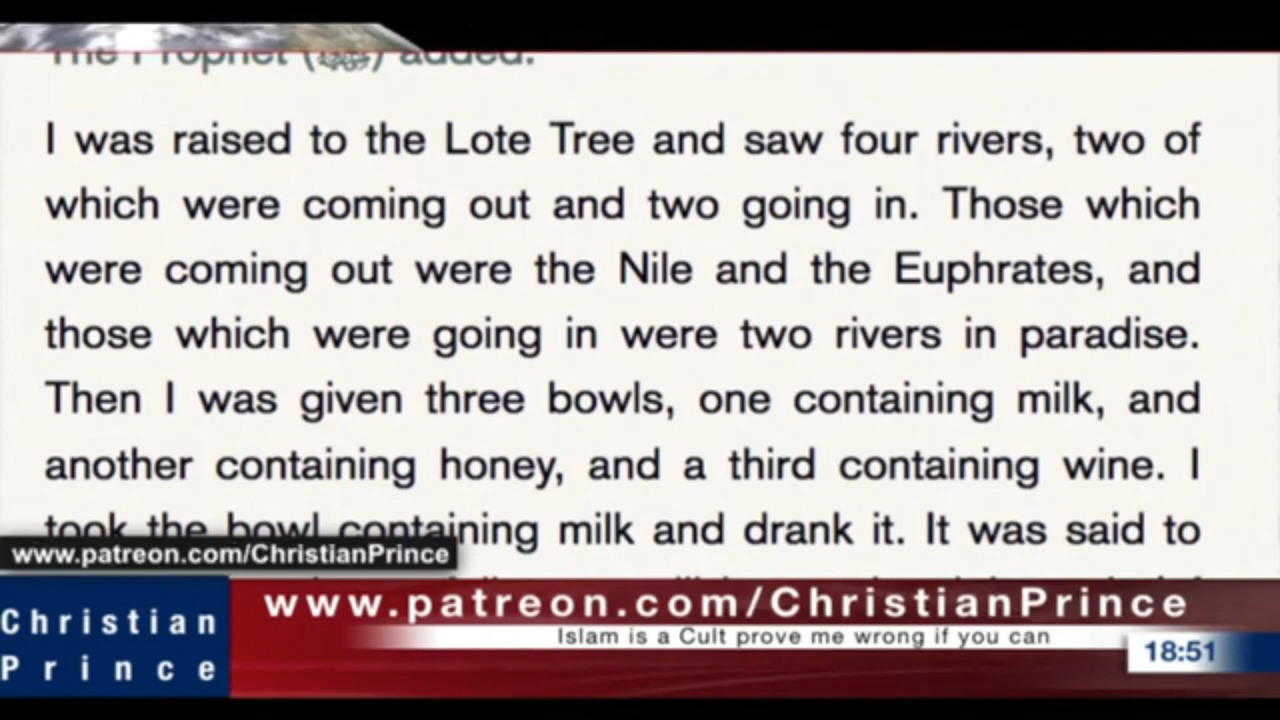 The Prophet (ﷺ) added:
I was raised to the Lote Tree and saw four rivers, two of
which were coming out and two going in. Those which
were coming out were the Nile and the Euphrates, and
those which were going in were two rivers in paradise.
Then I was given three bowls, one containing milk, and
another containing honey, and a third containing wine. I
took the bowl containing milk and drank it. It was said to
www.patreon.com/ChristianPrince
www.patreon.com/ChristianPrince
Islam is a Cult prove me wrong if you can
Christian
Prince
18:51